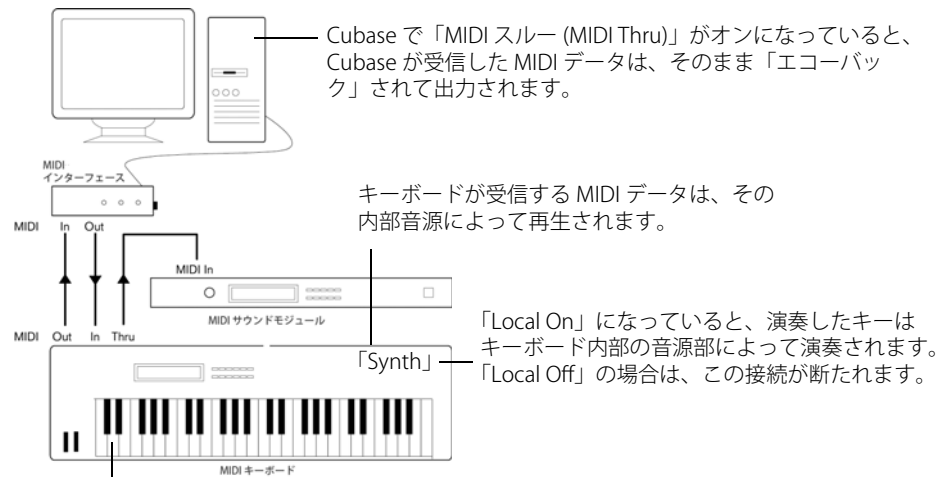 Cubase で「MIDI スルー (MIDI Thru)」がオンになっていると、
Cubase が受信した MIDI データは、そのまま「エコーバッ
ク」されて出力されます。
MIDI
インターフェース
キーボードが受信する MIDI データは、その
内部音源によって再生されます。
MIDI In Out
MIDI In
MIDI サウンドモジュール
MIDI Out In Thru
「Local On」になっていると、演奏したキーは
キーボード内部の音源部によって演奏されます。
「Local Off」の場合は、この接続が断たれます。
「Synth」
MIDI キーボード